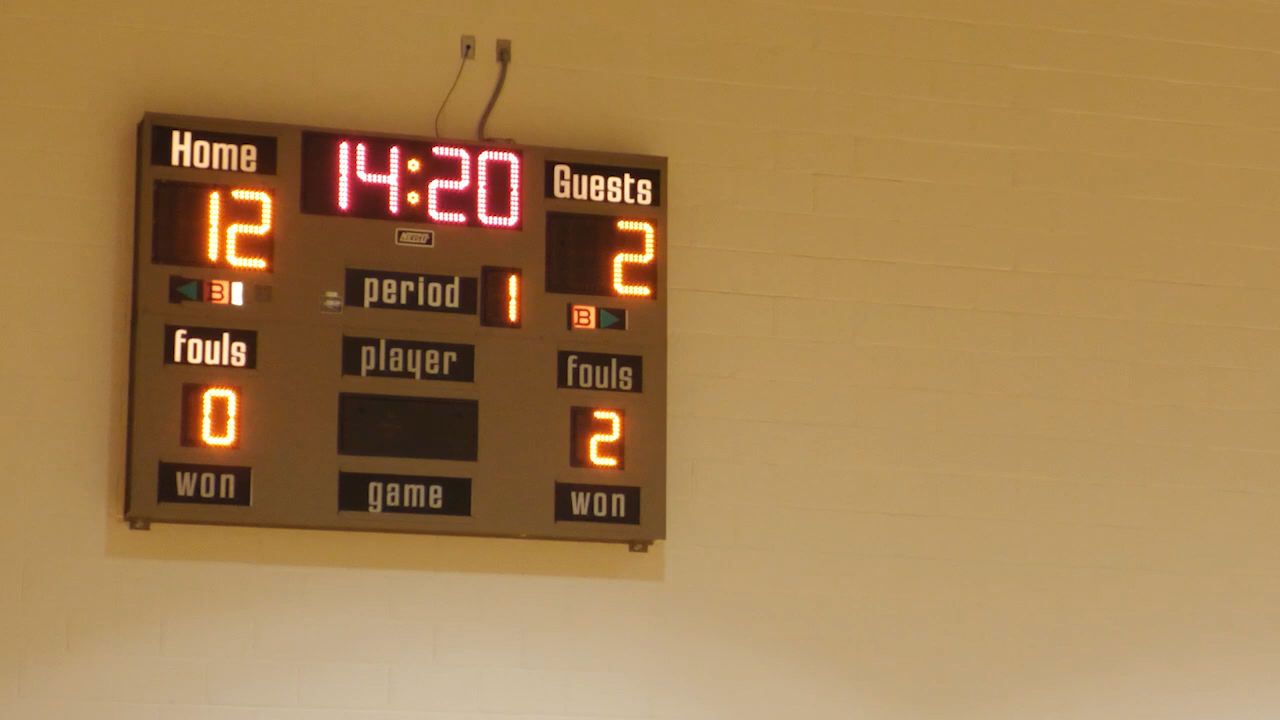 Home 14:20 Guests
12 2
period 1
B B
fouls player fouls
0 2
won game won